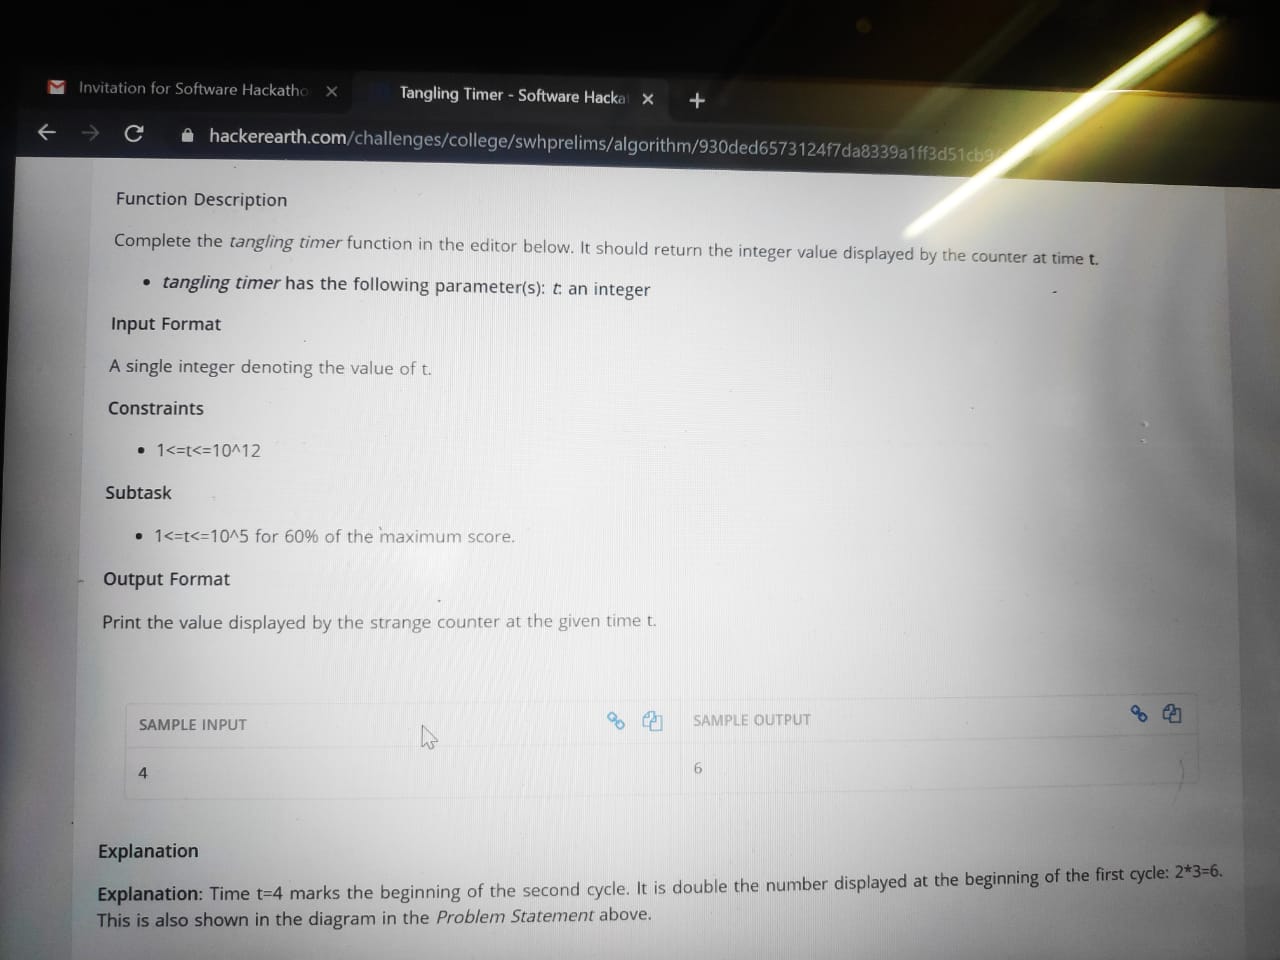 Invitation for Software Hackatho
Tangling Timer - Software Hacka
hackerearth.com/challenges/college/swhprelims/algorithm/930ded6573124f7da8339a1ff3d51cb9
Function Description
Complete the tangling timer function in the editor below. It should return the integer value displayed by the counter at time t.
• tangling timer has the following parameter(s): t: an integer
Input Format
A single integer denoting the value of t.
Constraints
• 1<=t<=10^12
Subtask
• 1<=t<=10^5 for 60% of the maximum score.
Output Format
Print the value displayed by the strange counter at the given time t.
SAMPLE INPUT
SAMPLE OUTPUT
4
6
Explanation
Explanation: Time t=4 marks the beginning of the second cycle. It is double the number displayed at the beginning of the first cycle: 2*3=6.
This is also shown in the diagram in the Problem Statement above.